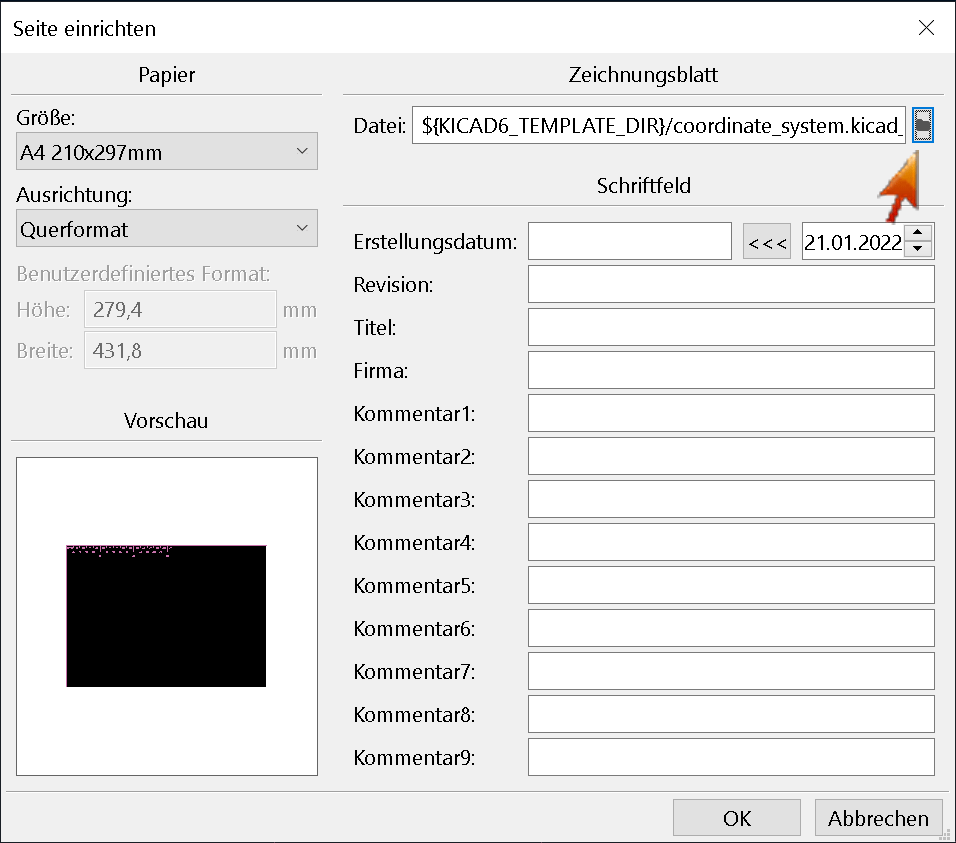 Seite einrichten
Papier
Größe:
A4 210x297mm
Ausrichtung:
Querformat
Benutzerdefiniertes Format:
Höhe: 279,4 mm
Breite: 431,8 mm
Vorschau
Zeichnungsblatt
Datei: ${KICAD6_TEMPLATE_DIR}/coordinate_system.kicad_
Schriftfeld
Erstellungsdatum: <<< 21.01.2022
Revision:
Titel:
Firma:
Kommentar1:
Kommentar2:
Kommentar3:
Kommentar4:
Kommentar5:
Kommentar6:
Kommentar7:
Kommentar8:
Kommentar9:
OK Abbrechen